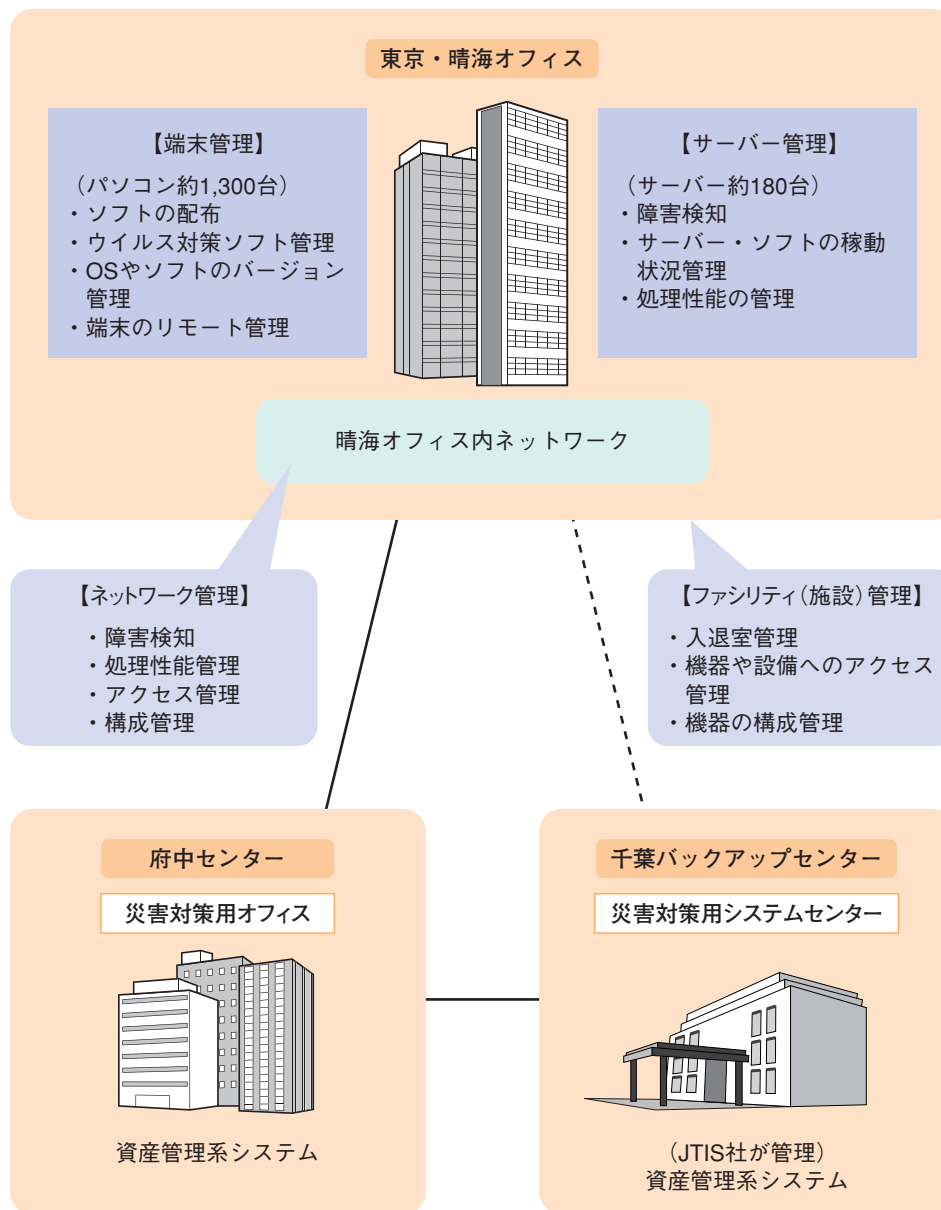 東京・晴海オフィス
【端末管理】
（パソコン約1,300台）
・ソフトの配布
・ウイルス対策ソフト管理
・OSやソフトのバージョン
管理
・端末のリモート管理
【サーバー管理】
（サーバー約180台）
・障害検知
・サーバー・ソフトの稼動
状況管理
・処理性能の管理
晴海オフィス内ネットワーク
【ネットワーク管理】
・障害検知
・処理性能管理
・アクセス管理
・構成管理
【ファシリティ（施設）管理】
・入退室管理
・機器や設備へのアクセス
管理
・機器の構成管理
府中センター
災害対策用オフィス
資産管理系システム
千葉バックアップセンター
災害対策用システムセンター
（JTIS社が管理）
資産管理系システム